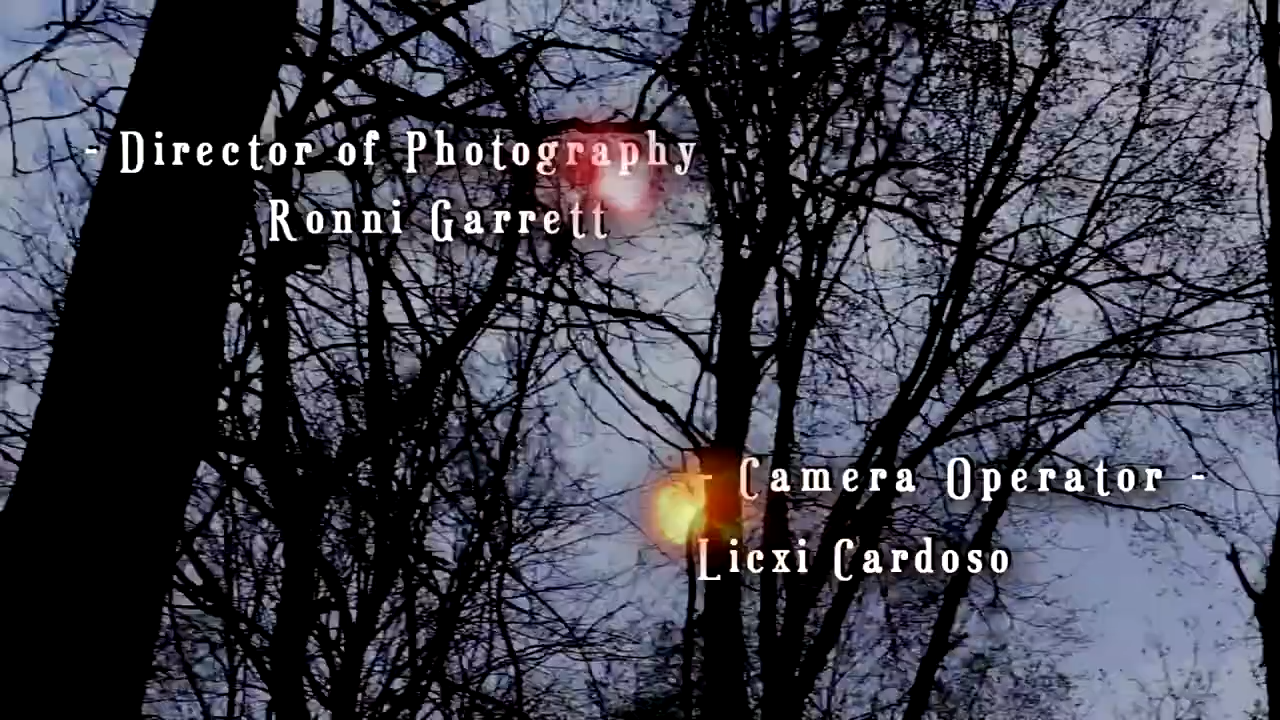 - Director of Photography -
Ronni Garrett
- Camera Operator -
Licxi Cardoso